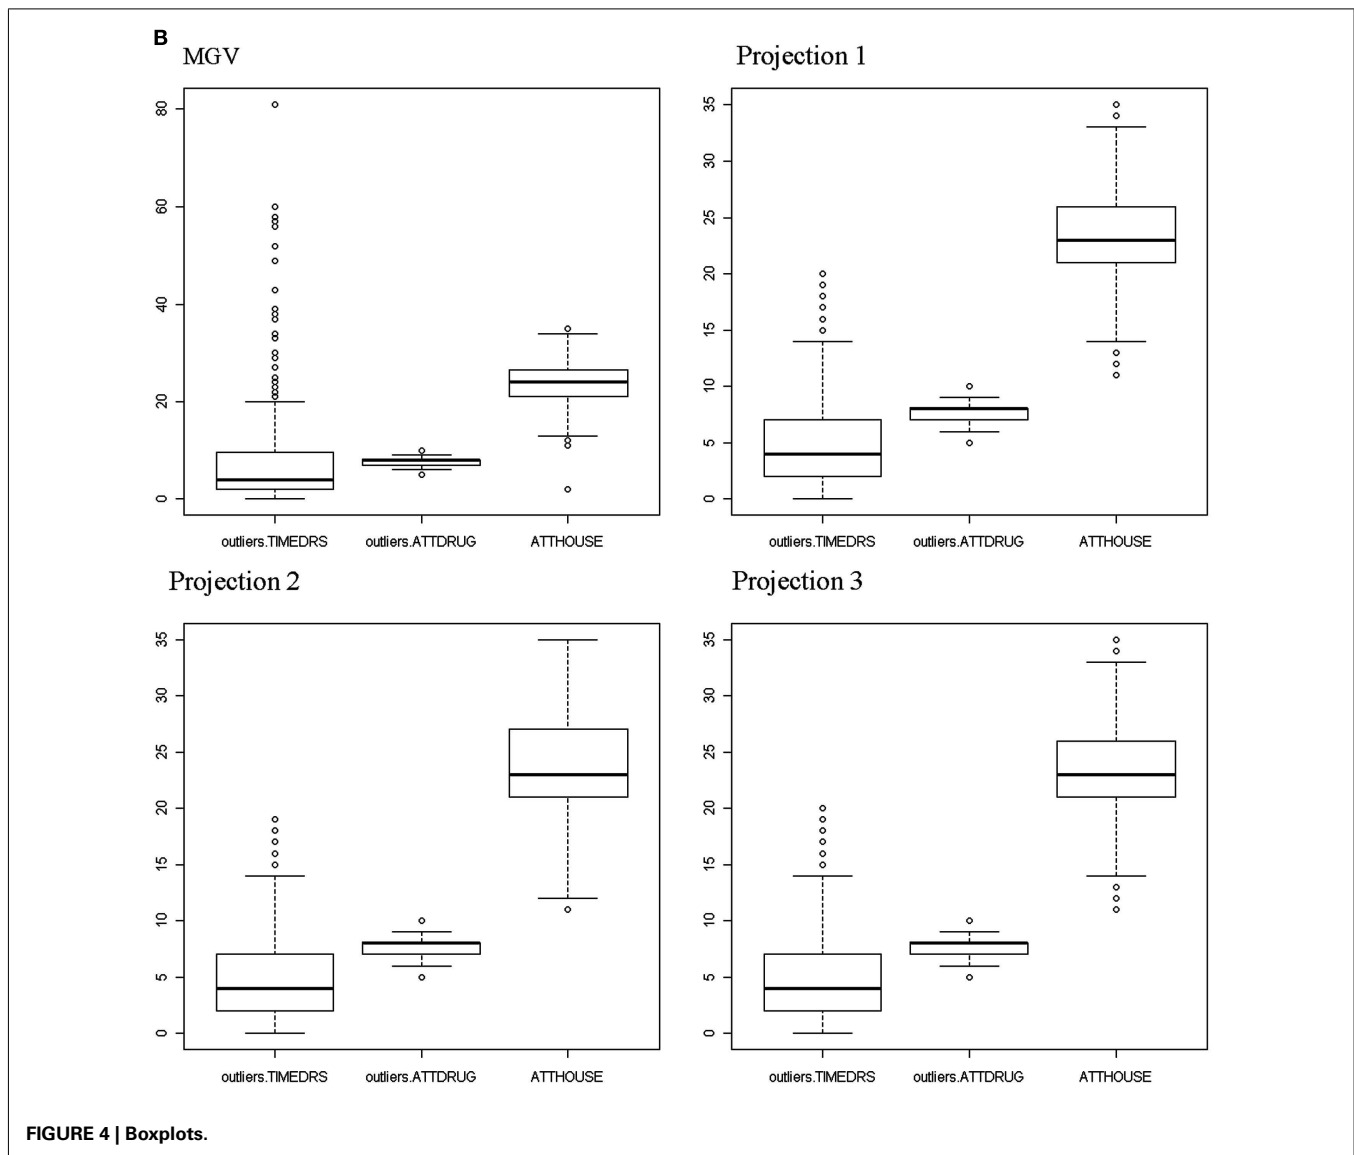 B
MGV
80
60
40
20
0
outliers.TIMEDRS outliers.ATTDRUG ATTHOUSE
Projection 1
35
30
25
20
15
10
5
0
outliers.TIMEDRS outliers.ATTDRUG ATTHOUSE
Projection 2
35
30
25
20
15
10
5
0
outliers.TIMEDRS outliers.ATTDRUG ATTHOUSE
Projection 3
35
30
25
20
15
10
5
0
outliers.TIMEDRS outliers.ATTDRUG ATTHOUSE
FIGURE 4 | Boxplots.